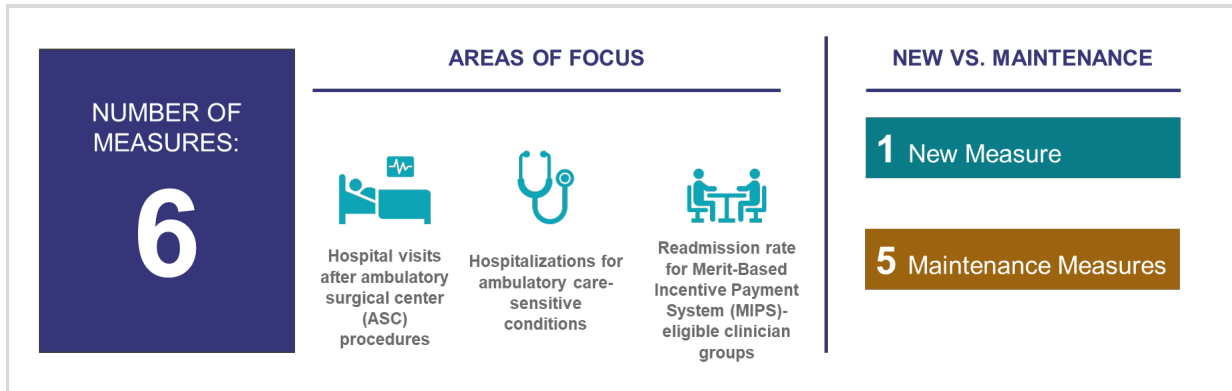 NUMBER OF
MEASURES:
6
AREAS OF FOCUS
Hospital visits
after ambulatory
surgical center
(ASC)
procedures
Hospitalizations for
ambulatory care-
sensitive
conditions
Readmission rate
for Merit-Based
Incentive Payment
System (MIPS)-
eligible clinician
groups
NEW VS. MAINTENANCE
1 New Measure
5 Maintenance Measures